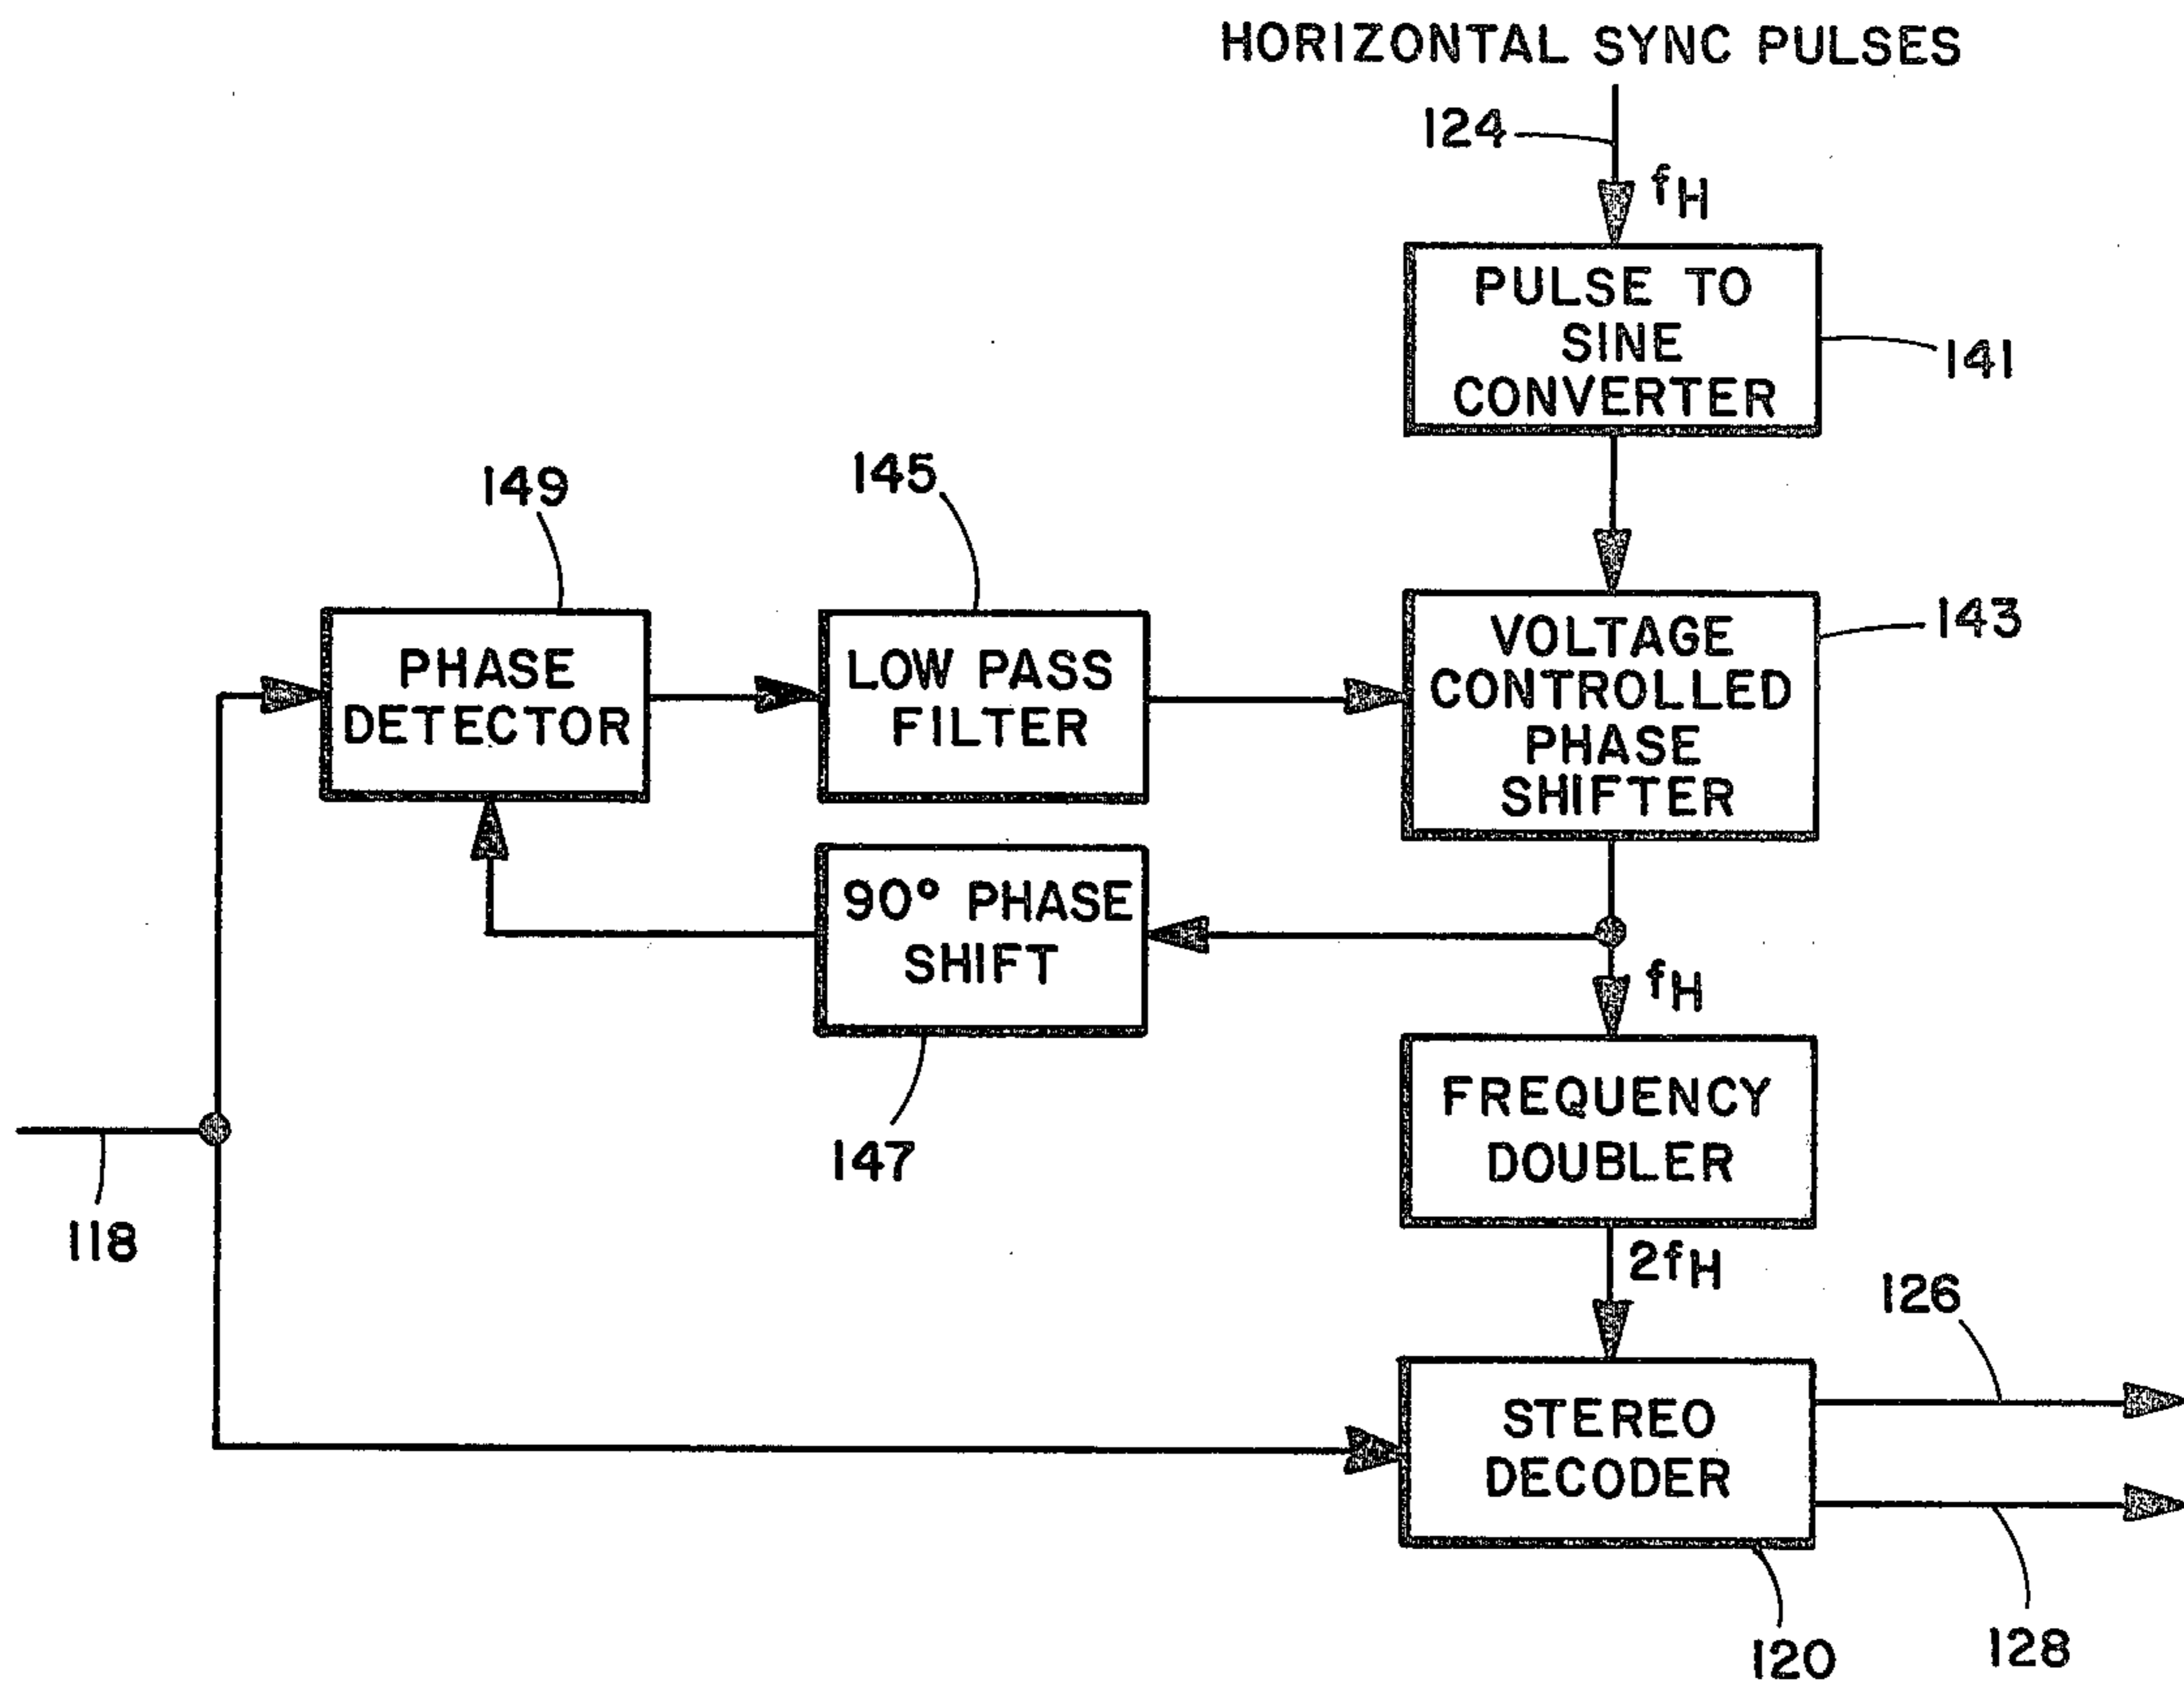 HORIZONTAL SYNC PULSES
124
fH
PULSE TO
SINE
CONVERTER
141
149
145
PHASE
DETECTOR
LOW PASS
FILTER
VOLTAGE
CONTROLLED
PHASE
SHIFTER
143
90° PHASE
SHIFT
147
fH
FREQUENCY
DOUBLER
118
2fH
126
STEREO
DECODER
120
128